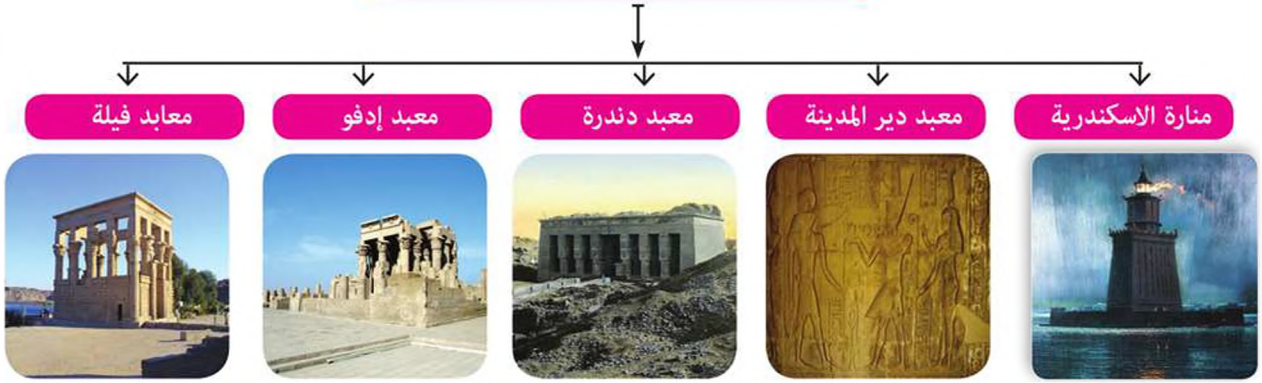 منارة الاسكندرية
معبد دير المدينة
معبد دندرة
معبد إدفو
معابد فيلة